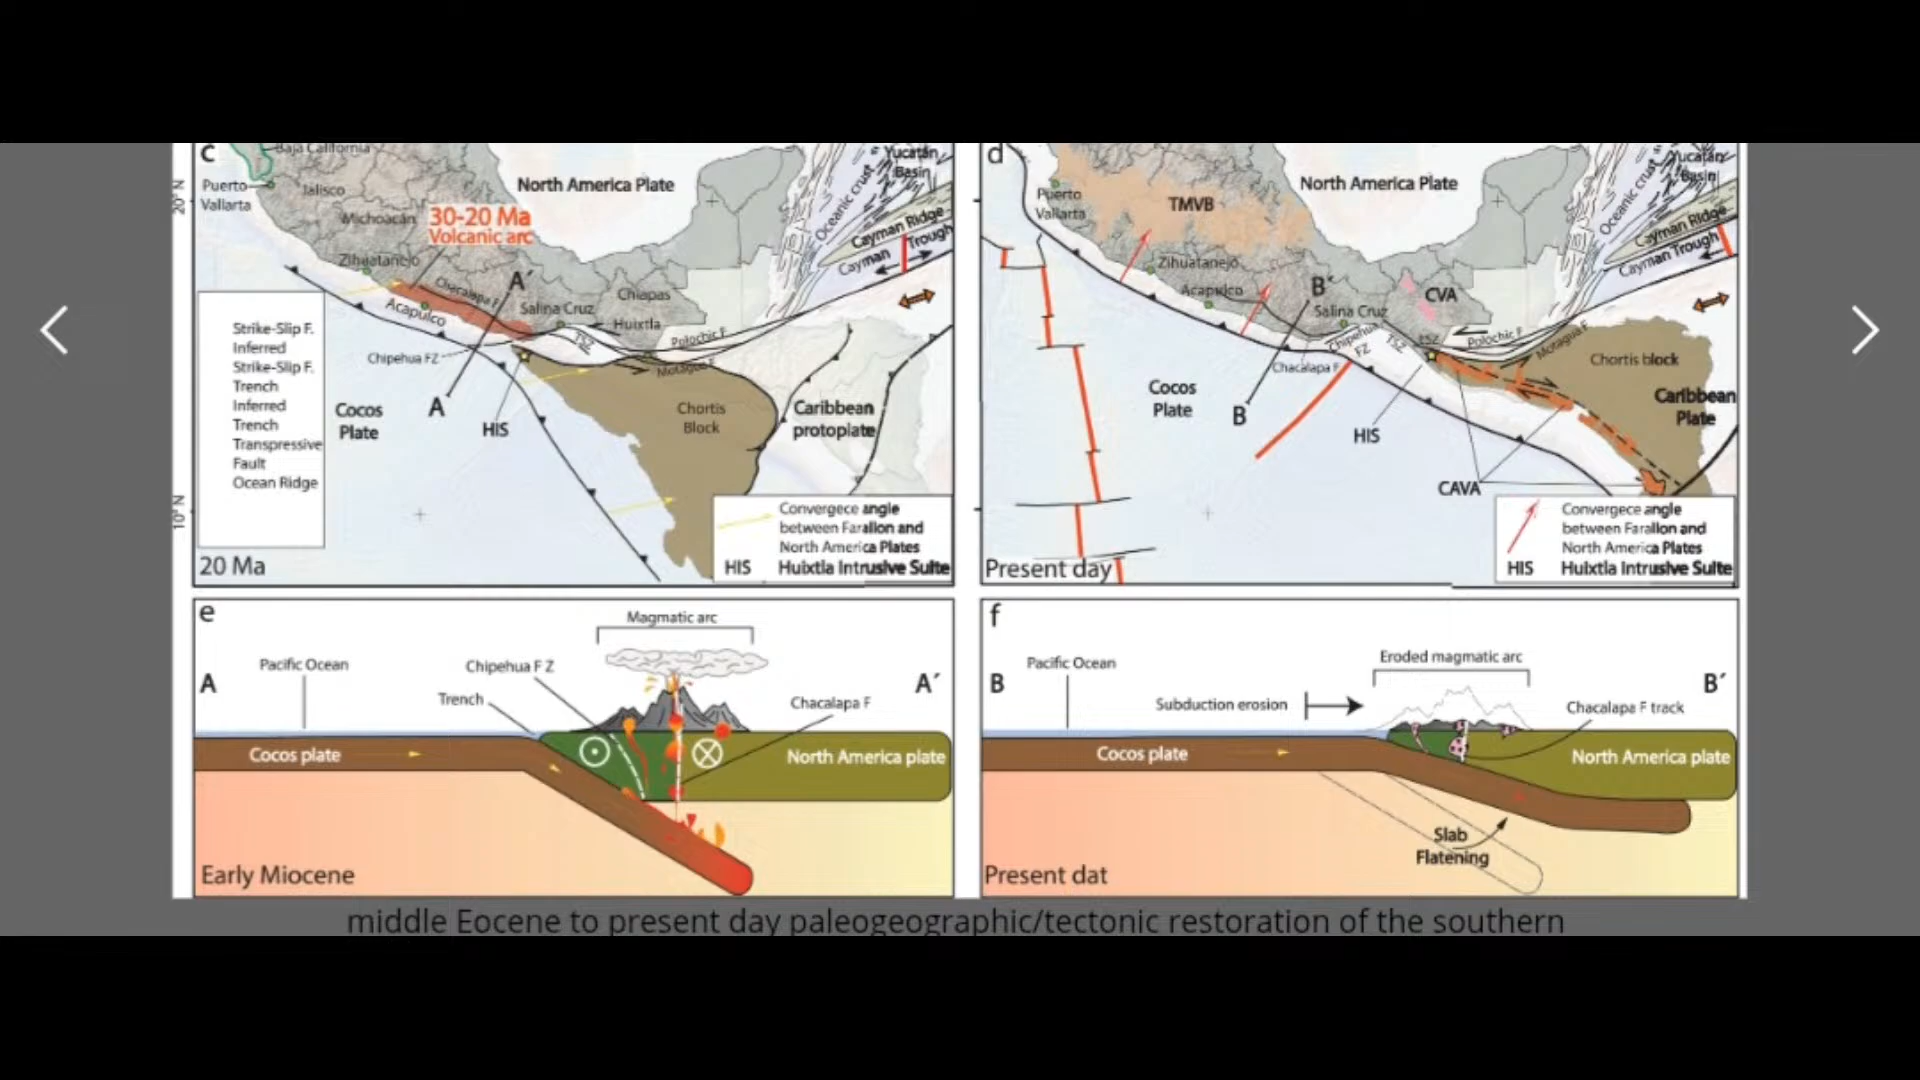 c
Baja California
Puerto
Vallarta
20° N
10° N
Jalisco
Michoacán
North America Plate
30-20 Ma
Volcanic arc
Zihuatanejo
Chacalapa F
Acapulco
A´
Salina Cruz
Chiapas
Huixtla
TSZ
Polochic F
Motagua F
Chipehua FZ
Cocos
Plate
A
HIS
Chortis
Block
Caribbean
protoplate
Yucatán
Basin
Oceanic crust
Cayman Ridge
Cayman Trough
Strike-Slip F.
Inferred
Strike-Slip F.
Trench
Inferred
Trench
Transpressive
Fault
Ocean Ridge
Convergece angle
between Farallon and
North America Plates
HIS Huixtla Intrusive Suite
20 Ma
d
Puerto
Vallarta
TMVB
North America Plate
Zihuatanejo
Acapulco
B´
Salina Cruz
CVA
Chipehua
FZ
TSZ
TSZ
Polochic F
Motagua F
Chacalapa F
Chortis block
Caribbean
Plate
Cocos
Plate
B
HIS
CAVA
Yucatán
Basin
Oceanic crust
Cayman Ridge
Cayman Trough
Convergece angle
between Farallon and
North America Plates
HIS Huixtla Intrusive Suite
Present day
e
Magmatic arc
Pacific Ocean
Chipehua F Z
A
Trench
Chacalapa F
A´
Cocos plate
North America plate
Early Miocene
f
Pacific Ocean
Eroded magmatic arc
B
Subduction erosion
Chacalapa F track
B´
Cocos plate
North America plate
Slab
Flatening
Present dat
middle Eocene to present day paleogeographic/tectonic restoration of the southern